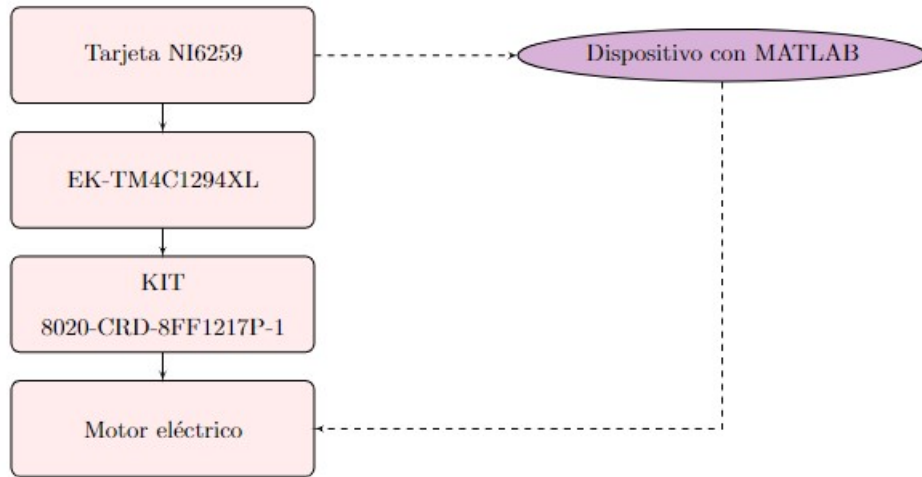 Tarjeta NI6259
Dispositivo con MATLAB
EK-TM4C1294XL
KIT
8020-CRD-8FF1217P-1
Motor eléctrico